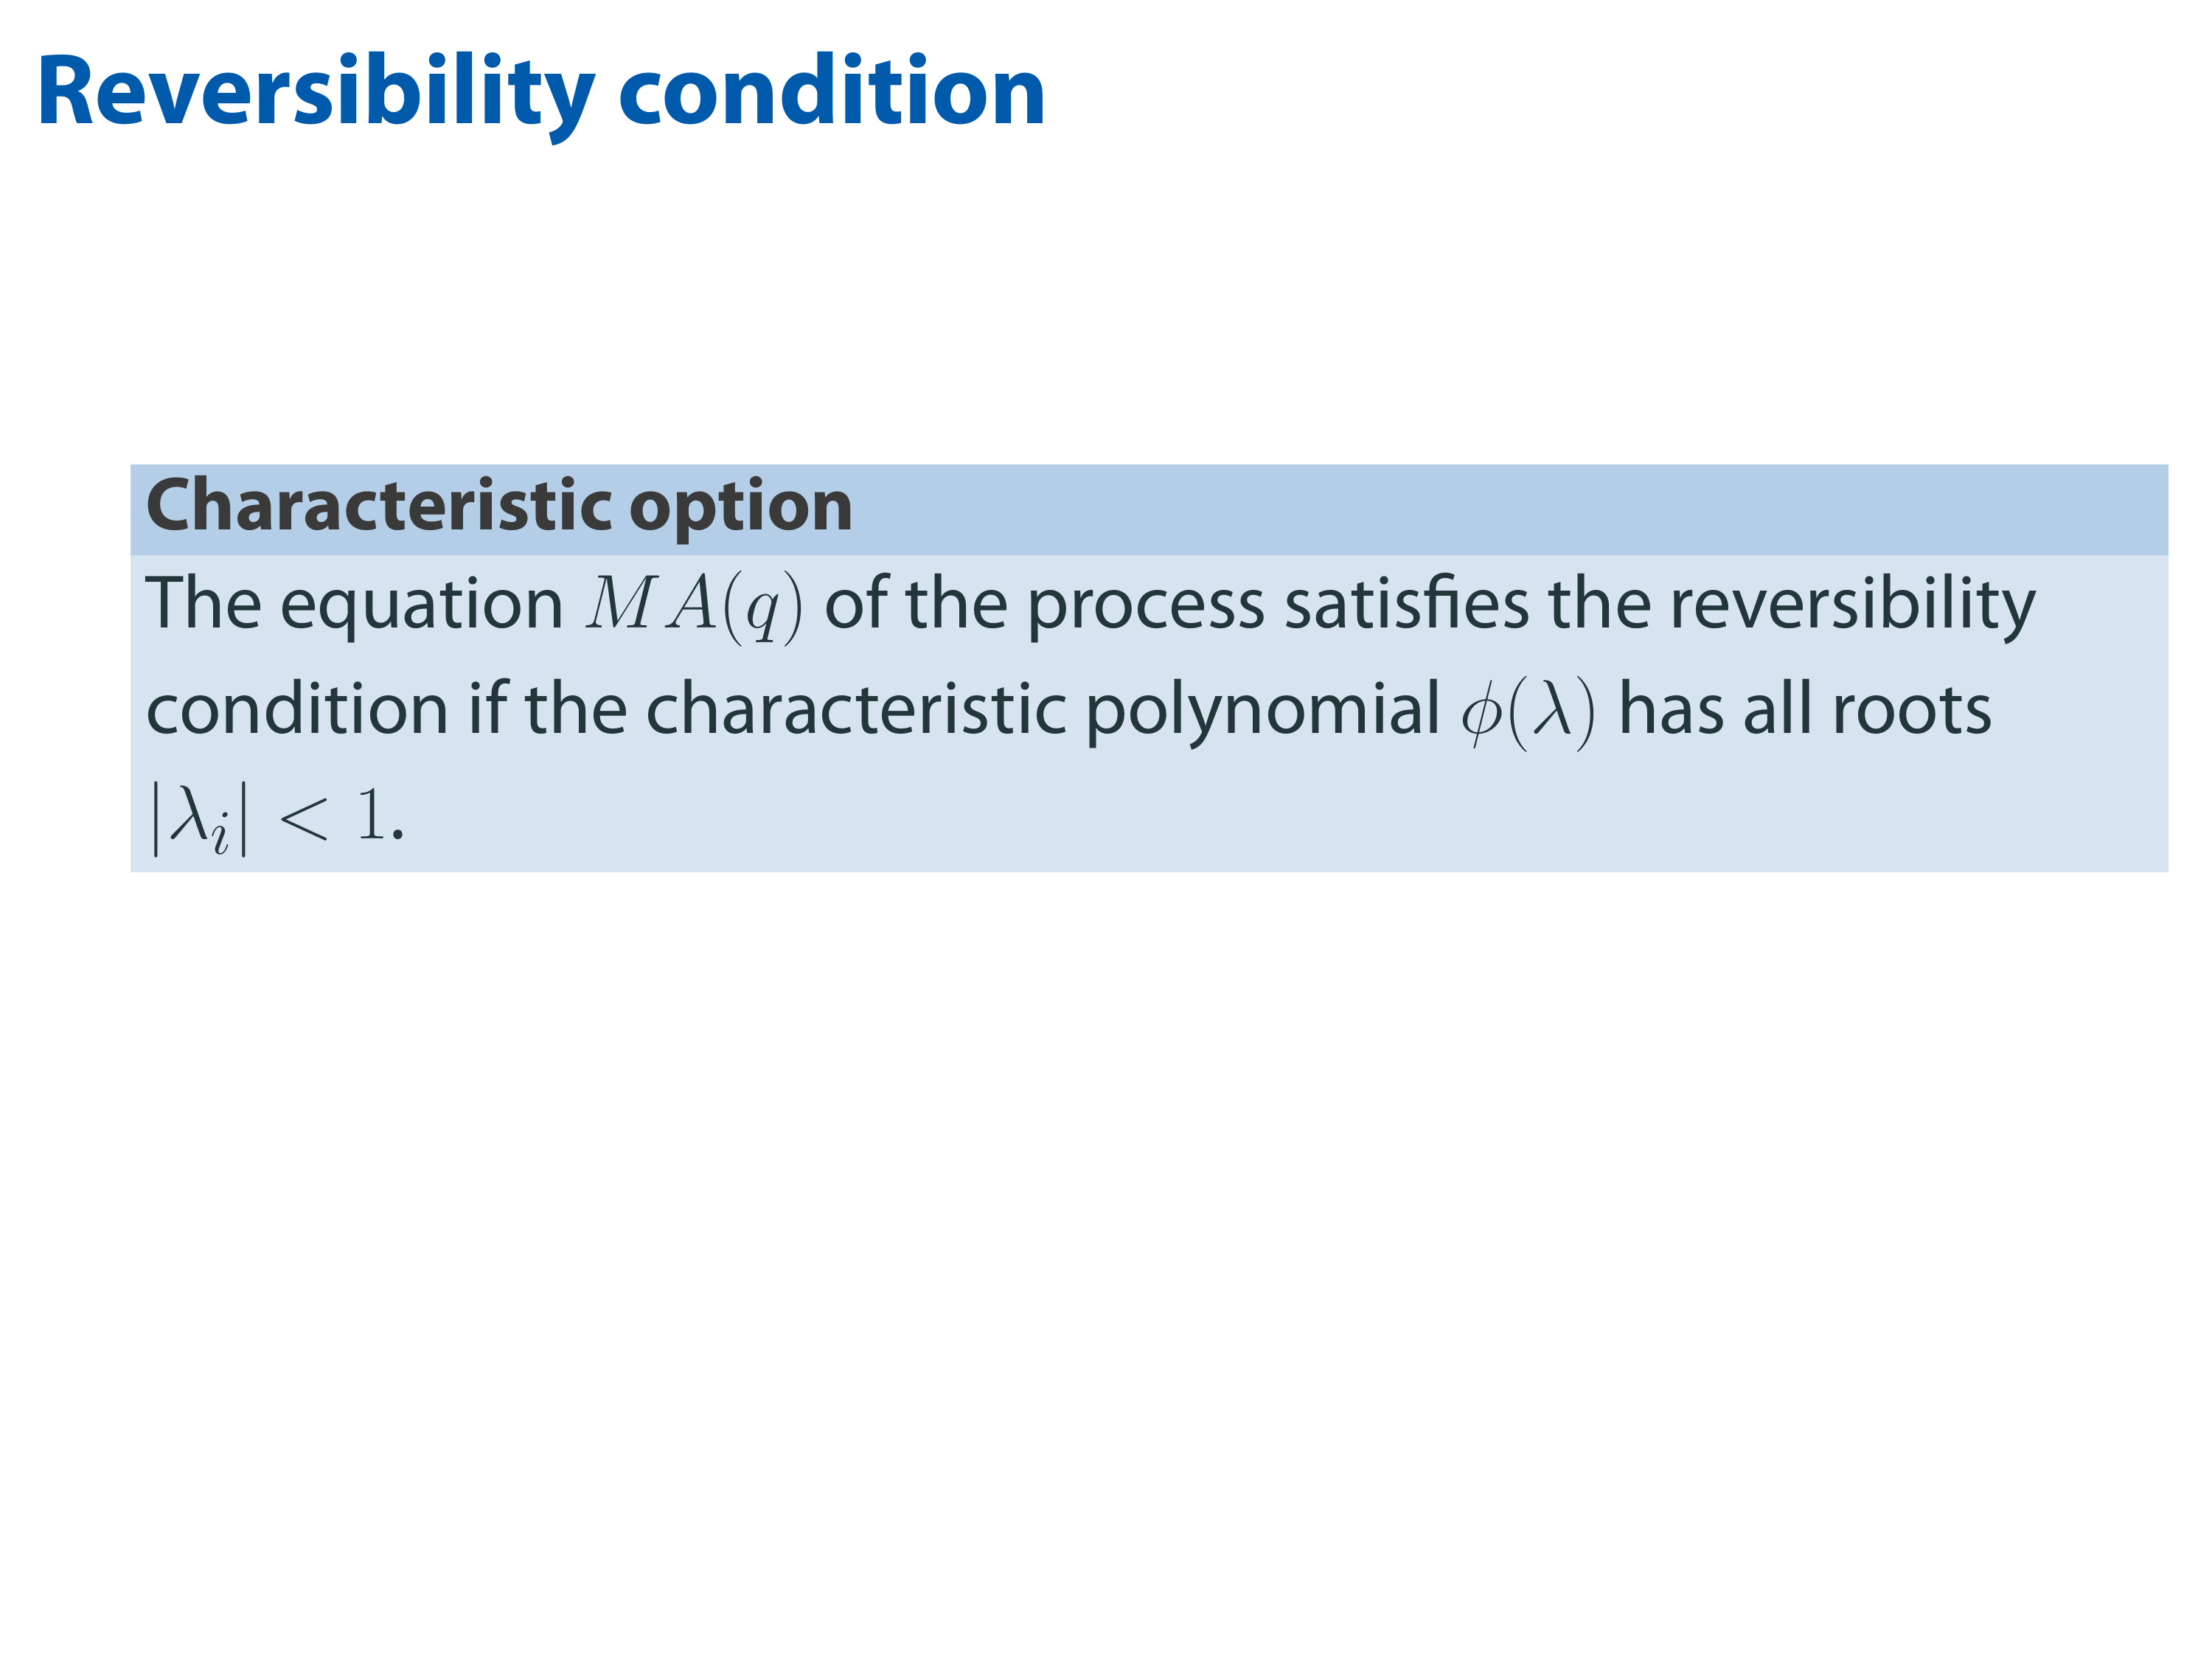 Reversibility condition
Characteristic option
The equation MA(q) of the process satisfies the reversibility
condition if the characteristic polynomial ϕ(λ) has all roots
|λᵢ| < 1.